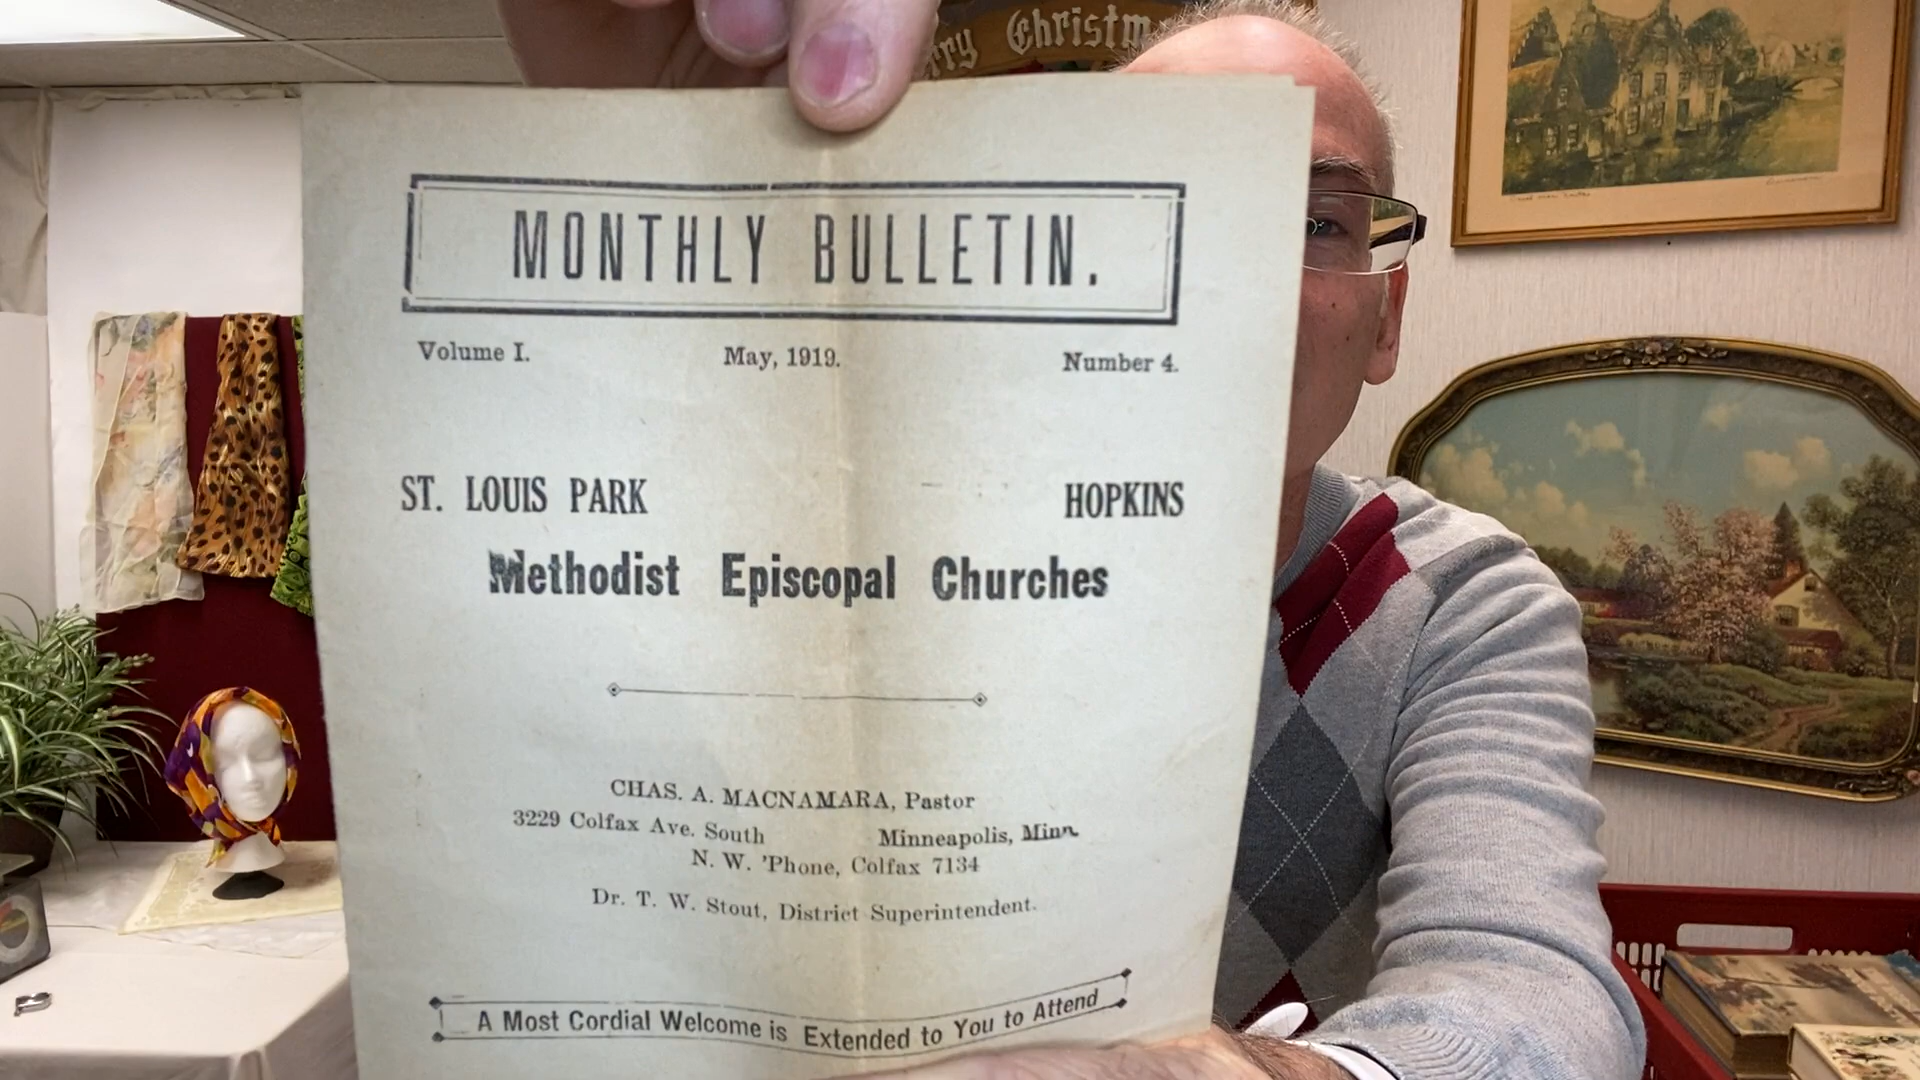 rry Christm
MONTHLY BULLETIN.
Volume I. May, 1919. Number 4.
ST. LOUIS PARK HOPKINS
Methodist Episcopal Churches
CHAS. A. MACNAMARA, Pastor
3229 Colfax Ave. South Minneapolis, Minn
N. W. 'Phone, Colfax 7134
Dr. T. W. Stout, District Superintendent.
A Most Cordial Welcome is Extended to You to Attend